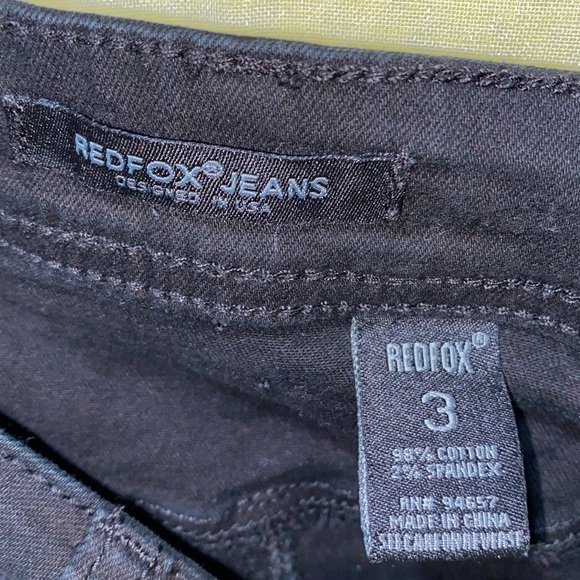 REDFOX® JEANS
DESIGNED IN USA
REDFOX®
3
98% COTTON
2% SPANDEX
RN# 94657
MADE IN CHINA
SEE CARE ON REVERSE